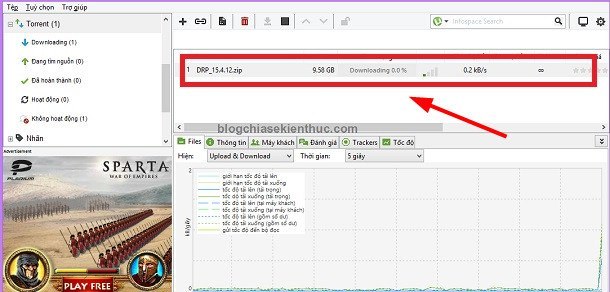 Tệp Tuỳ chọn Trợ giúp
Torrent (1)
Infospace Search
Downloading (1)
Đang tìm nguồn (0)
Đã hoàn thành (0)
Hoạt động (0)
Không hoạt động (1)
Nhãn
1 DRP_15.4.12.zip 9.58 GB Downloading 0.0 % 0.2 kB/s ∞
blogchiasekienthuc.com
Files Thông tin Máy khách Đánh giá Trackers Tốc độ
Advertisement
Hiện: Upload & Download Thời gian: 5 giây
PLARIUM
SPARTA
WAR OF EMPIRES
PLAY FREE
2
1
kB/giây
giới hạn tốc độ tải lên
giới hạn tốc độ tải xuống
tốc độ tải lên (tải trọng)
tốc độ tải xuống (tải trọng)
tốc độ tải lên (tại máy khách)
tốc độ tải xuống (tại máy khách)
tốc độ tải lên (gồm số dư)
tốc độ tải xuống (gồm số dư)
gửi tốc độ đến bộ đọc